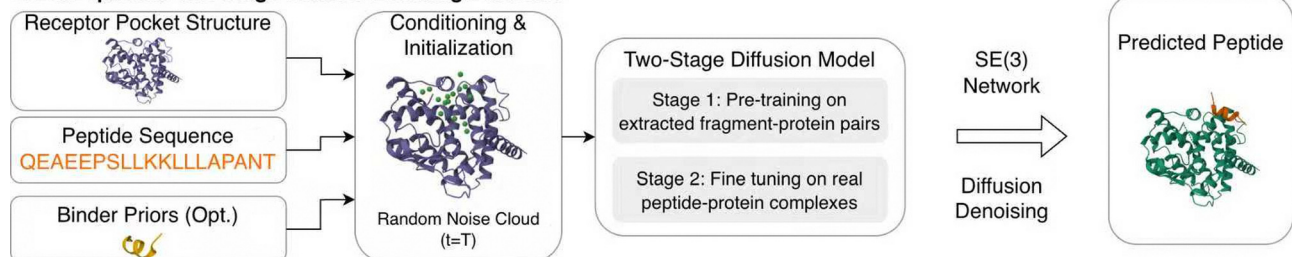 Receptor Pocket Structure
Peptide Sequence
QEAEEPSLLKKLLLAPANT
Binder Priors (Opt.)
Conditioning &
Initialization
Random Noise Cloud
(t=T)
Two-Stage Diffusion Model
Stage 1: Pre-training on
extracted fragment-protein pairs
Stage 2: Fine tuning on real
peptide-protein complexes
SE(3)
Network
Diffusion
Denoising
Predicted Peptide